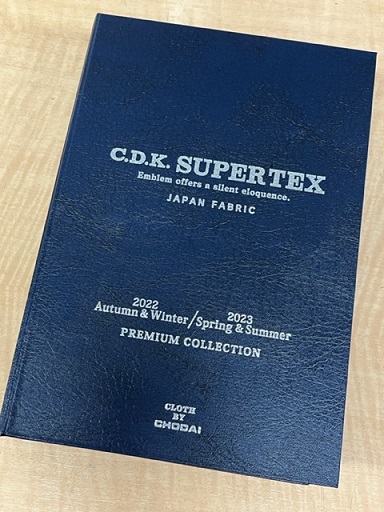 C.D.K. SUPERTEX
Emblem offers a silent eloquence.
JAPAN FABRIC
2022 2023
Autumn & Winter/Spring & Summer
PREMIUM COLLECTION
CLOTH
BY
CHODAI